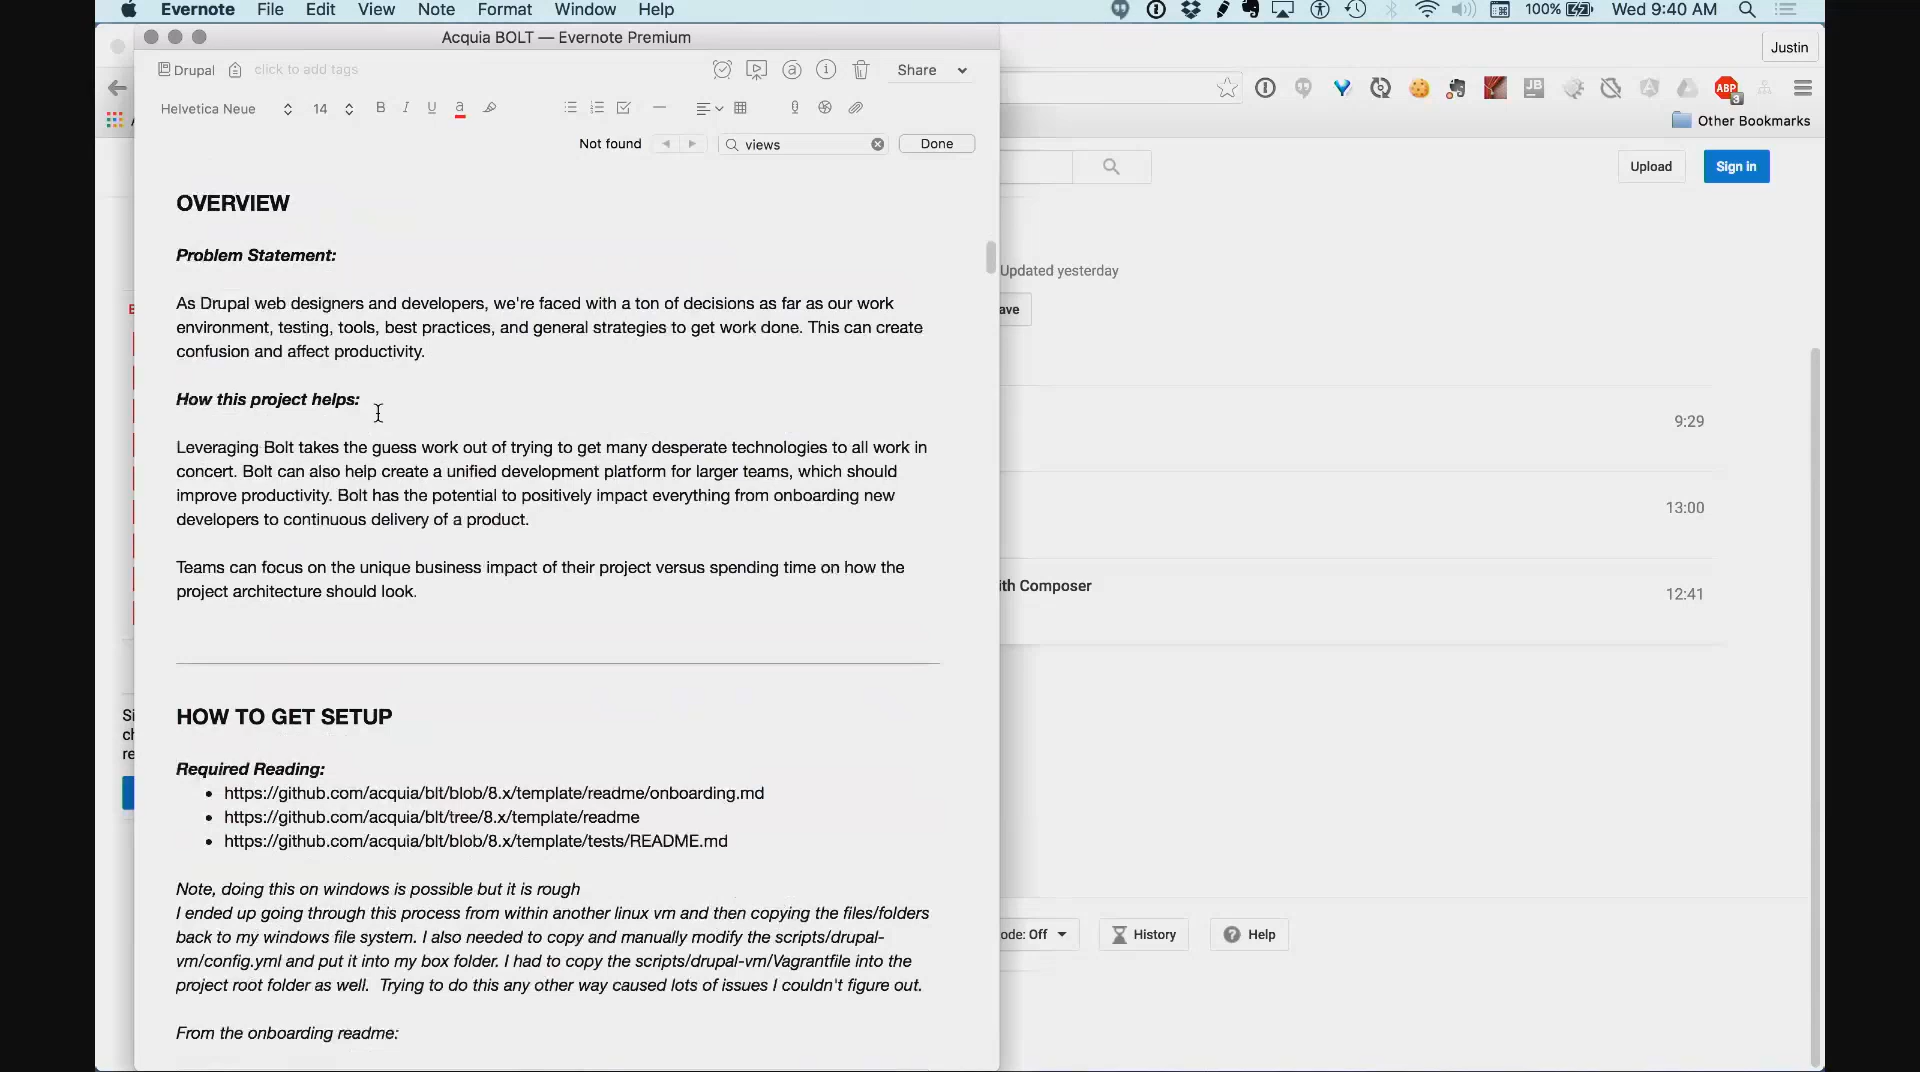 Evernote File Edit View Note Format Window Help 100% Wed 9:40 AM
Acquia BOLT — Evernote Premium
Justin
Drupal click to add tags Share
Helvetica Neue 14 B I U a
ABP 3
JB
Other Bookmarks
Not found views Done
Upload Sign in
OVERVIEW
Problem Statement:
Updated yesterday
As Drupal web designers and developers, we're faced with a ton of decisions as far as our work
environment, testing, tools, best practices, and general strategies to get work done. This can create
confusion and affect productivity.
ave
How this project helps:
9:29
Leveraging Bolt takes the guess work out of trying to get many desperate technologies to all work in
concert. Bolt can also help create a unified development platform for larger teams, which should
improve productivity. Bolt has the potential to positively impact everything from onboarding new
developers to continuous delivery of a product.
13:00
Teams can focus on the unique business impact of their project versus spending time on how the
project architecture should look.
ith Composer
12:41
HOW TO GET SETUP
Si
ch
re
Required Reading:
• https://github.com/acquia/blt/blob/8.x/template/readme/onboarding.md
• https://github.com/acquia/blt/tree/8.x/template/readme
• https://github.com/acquia/blt/blob/8.x/template/tests/README.md
Note, doing this on windows is possible but it is rough
I ended up going through this process from within another linux vm and then copying the files/folders
back to my windows file system. I also needed to copy and manually modify the scripts/drupal-
vm/config.yml and put it into my box folder. I had to copy the scripts/drupal-vm/Vagrantfile into the
project root folder as well.  Trying to do this any other way caused lots of issues I couldn't figure out.
ode: Off History Help
From the onboarding readme: